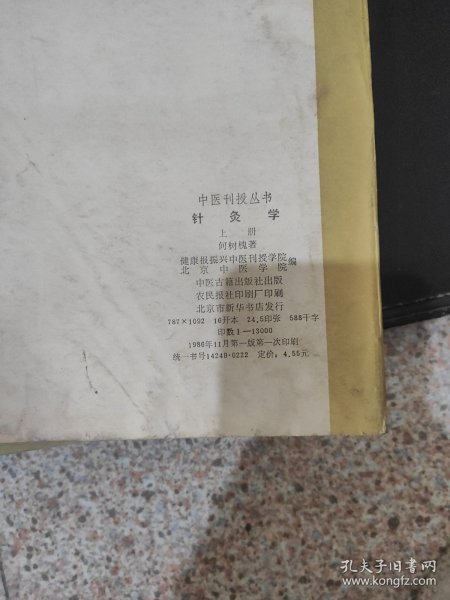 中医刊授丛书
针灸学
上册
何树槐著
健康报振兴中医刊授学院
北京中医学院 编
中医古籍出版社出版
农民报社印刷厂印刷
北京市新华书店发行
787×1092 16开本 24.5印张 588千字
印数1—13000
1986年11月第一版第一次印刷
统一书号14249·0222 定价：4.55元
孔夫子旧书网
www.kongfz.com